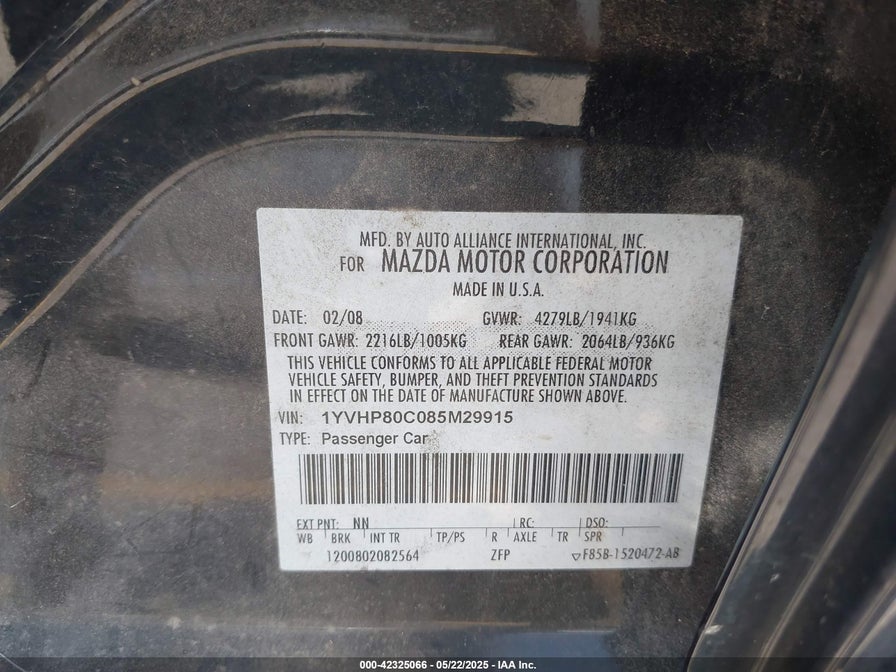 MFD. BY AUTO ALLIANCE INTERNATIONAL, INC.
FOR MAZDA MOTOR CORPORATION
MADE IN U.S.A.
DATE: 02/08 GVWR: 4279LB/1941KG
FRONT GAWR: 2216LB/1005KG REAR GAWR: 2064LB/936KG
THIS VEHICLE CONFORMS TO ALL APPLICABLE FEDERAL MOTOR
VEHICLE SAFETY, BUMPER, AND THEFT PREVENTION STANDARDS
IN EFFECT ON THE DATE OF MANUFACTURE SHOWN ABOVE.
VIN: 1YVHP80C085M29915
TYPE: Passenger Car
EXT PNT: NN RC: DSO:
WB BRK INT TR TP/PS R AXLE TR SPR
1200802082564 ZFP F85B-1520472-AB
000-42325066 - 05/22/2025 - IAA Inc.